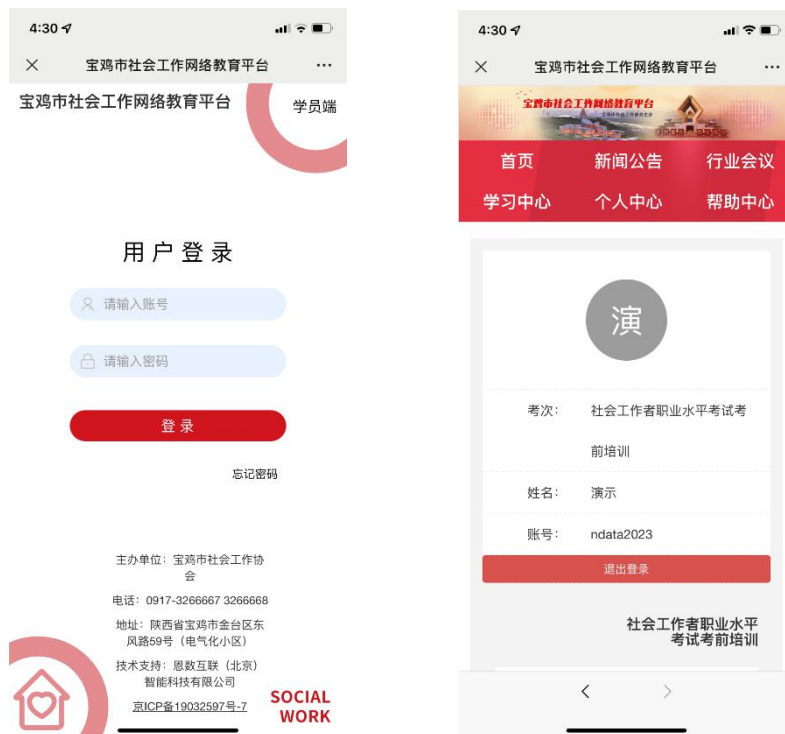 4:30
宝鸡市社会工作网络教育平台
宝鸡市社会工作网络教育平台
学员端
用户登录
请输入账号
请输入密码
登录
忘记密码
主办单位：宝鸡市社会工作协
会
电话：0917-3266667 3266668
地址：陕西省宝鸡市金台区东
风路59号（电气化小区）
技术支持：恩数互联（北京）
智能科技有限公司
京ICP备19032597号-7
SOCIAL
WORK
4:30
宝鸡市社会工作网络教育平台
宝鸡市社会工作网络教育平台
首页 新闻公告 行业会议
学习中心 个人中心 帮助中心
演
考次： 社会工作者职业水平考试考
前培训
姓名： 演示
账号： ndata2023
退出登录
社会工作者职业水平
考试考前培训